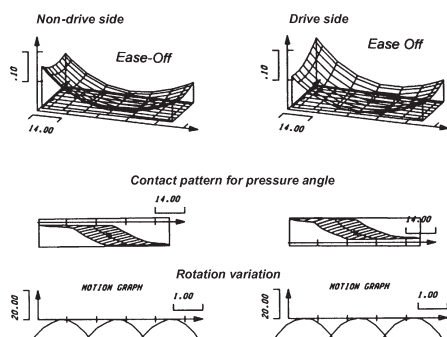 Non-drive side
Drive side
Ease-Off
Ease Off
.10
.10
14.00
14.00
Contact pattern for pressure angle
14.00
14.00
Rotation variation
MOTION GRAPH
MOTION GRAPH
20.00
1.00
20.00
1.00